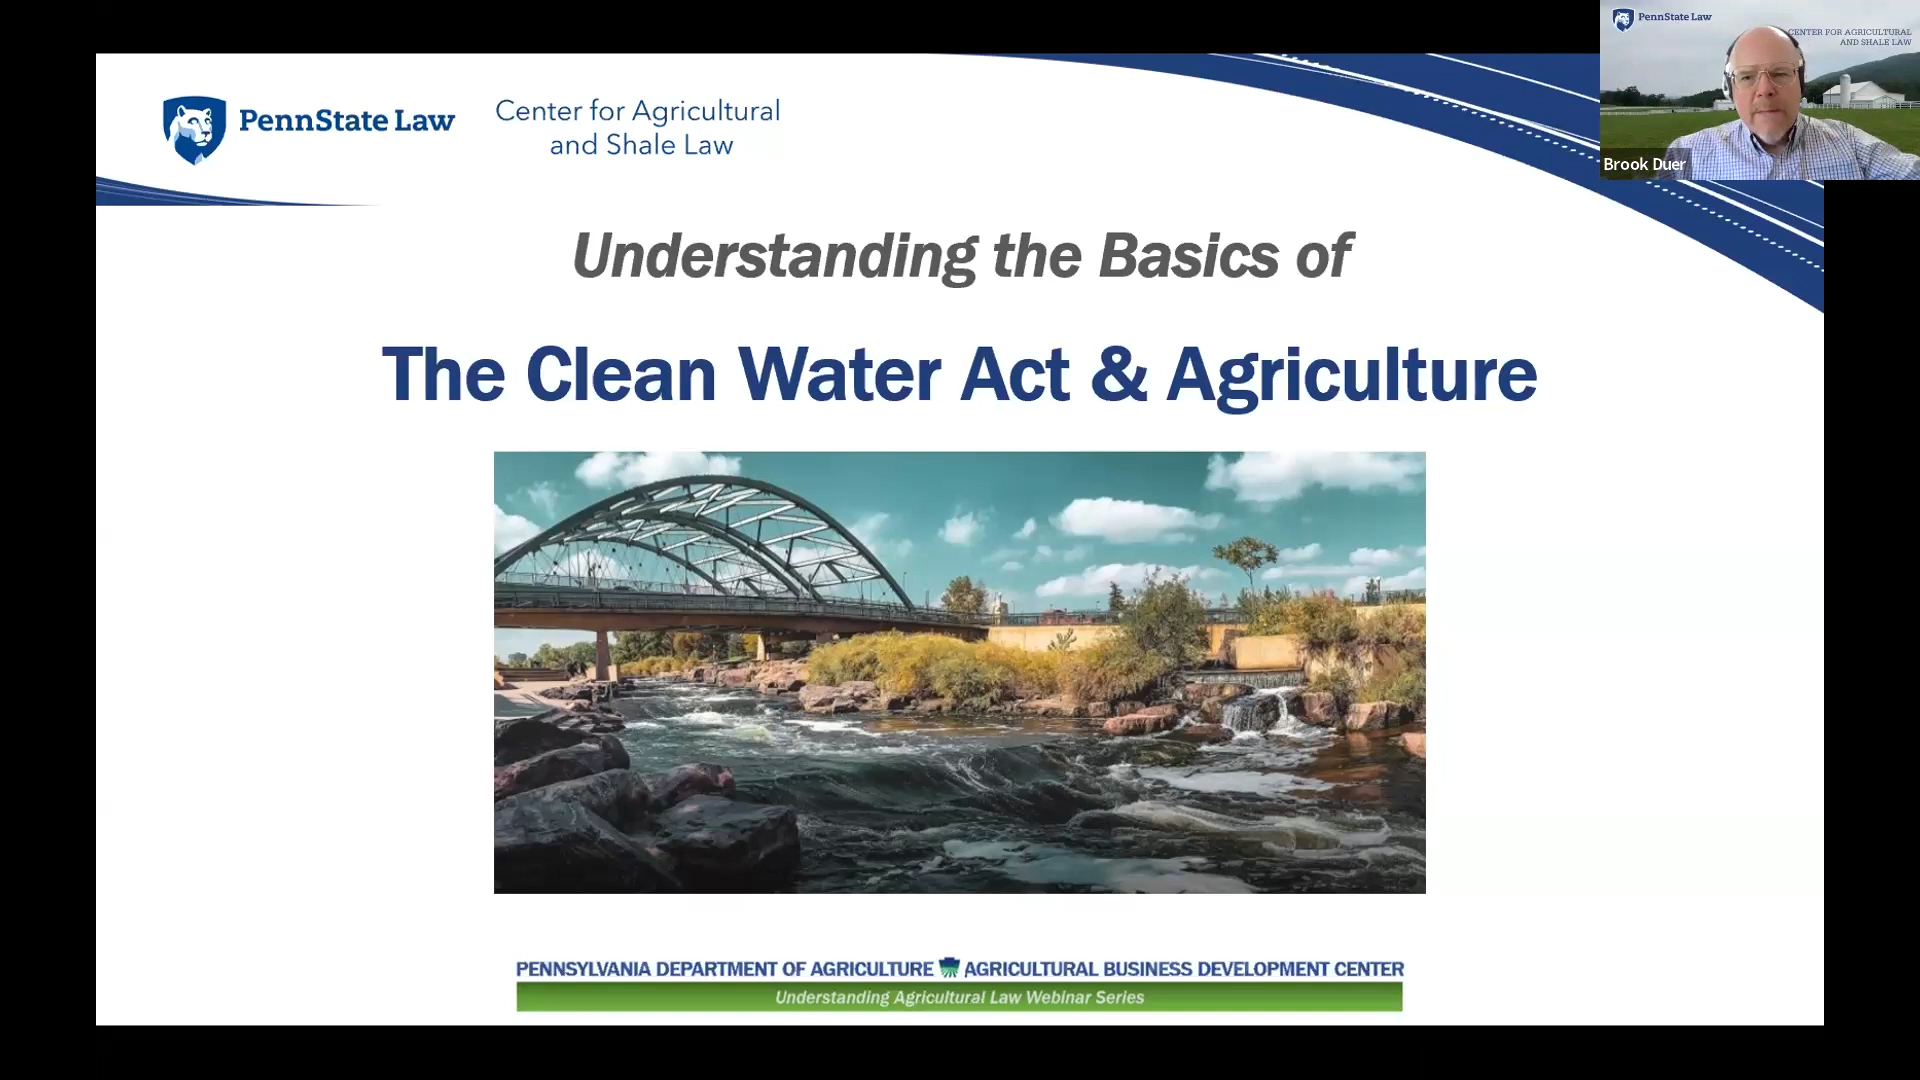 PennState Law
Center for Agricultural
and Shale Law
PennState Law
CENTER FOR AGRICULTURAL
AND SHALE LAW
Brook Duer
Understanding the Basics of
The Clean Water Act & Agriculture
PENNSYLVANIA DEPARTMENT OF AGRICULTURE AGRICULTURAL BUSINESS DEVELOPMENT CENTER
Understanding Agricultural Law Webinar Series